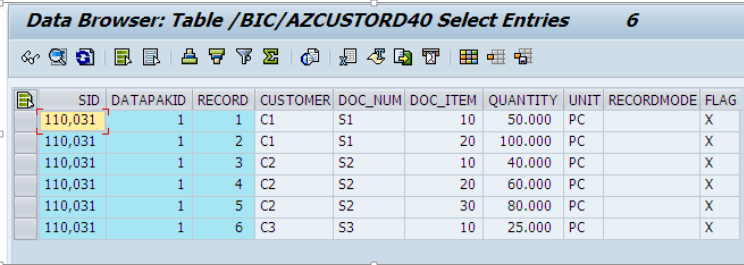 Data Browser: Table /BIC/AZCUSTORD40 Select Entries 6
SID DATAPAKID RECORD CUSTOMER DOC_NUM DOC_ITEM QUANTITY UNIT RECORDMODE FLAG
110,031 1 1 C1 S1 10 50.000 PC X
110,031 1 2 C1 S1 20 100.000 PC X
110,031 1 3 C2 S2 10 40.000 PC X
110,031 1 4 C2 S2 20 60.000 PC X
110,031 1 5 C2 S2 30 80.000 PC X
110,031 1 6 C3 S3 10 25.000 PC X